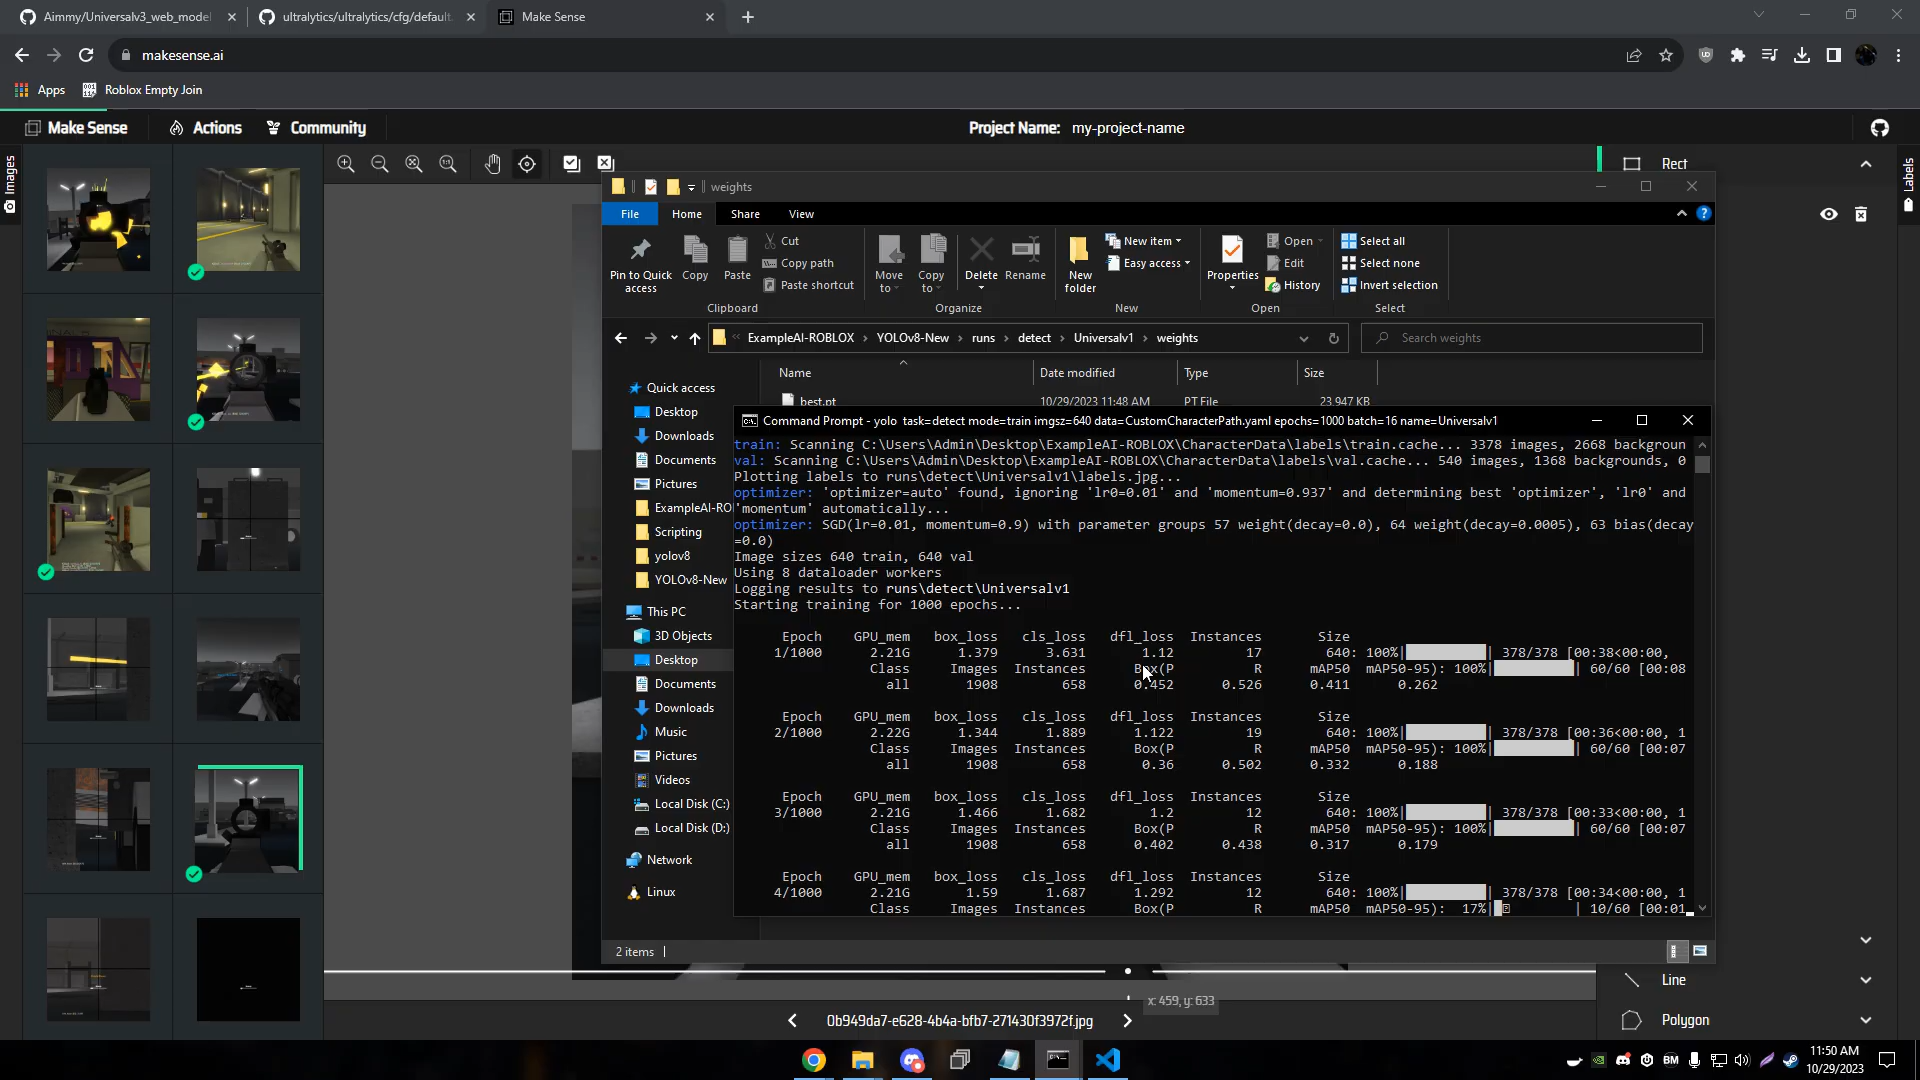 Aimmy/Universalv3_web_model
ultralytics/ultralytics/cfg/default.
Make Sense
makesense.ai
Apps
Roblox Empty Join
Make Sense
Actions
Community
Project Name: my-project-name
Images
Labels
Rect
weights
File
Home
Share
View
Pin to Quick access
Copy
Paste
Cut
Copy path
Paste shortcut
Move to
Copy to
Delete
Rename
New folder
New item
Easy access
Properties
Open
Edit
History
Select all
Select none
Invert selection
Clipboard
Organize
New
Open
Select
ExampleAI-ROBLOX > YOLOv8-New > runs > detect > Universalv1 > weights
Search weights
Name
Date modified
Type
Size
best.pt 10/29/2023 11:48 AM PT File 23,947 KB
Quick access
Desktop
Downloads
Documents
Pictures
ExampleAI-RO
Scripting
yolov8
YOLOv8-New
This PC
3D Objects
Desktop
Documents
Downloads
Music
Pictures
Videos
Local Disk (C:)
Local Disk (D:)
Network
Linux
2 items
Command Prompt - yolo task=detect mode=train imgsz=640 data=CustomCharacterPath.yaml epochs=1000 batch=16 name=Universalv1
train: Scanning C:\Users\Admin\Desktop\ExampleAI-ROBLOX\CharacterData\labels\train.cache... 3378 images, 2668 backgroun
val: Scanning C:\Users\Admin\Desktop\ExampleAI-ROBLOX\CharacterData\labels\val.cache... 540 images, 1368 backgrounds, 0
Plotting labels to runs\detect\Universalv1\labels.jpg...
optimizer: 'optimizer=auto' found, ignoring 'lr0=0.01' and 'momentum=0.937' and determining best 'optimizer', 'lr0' and
'momentum' automatically...
optimizer: SGD(lr=0.01, momentum=0.9) with parameter groups 57 weight(decay=0.0), 64 weight(decay=0.0005), 63 bias(decay
=0.0)
Image sizes 640 train, 640 val
Using 8 dataloader workers
Logging results to runs\detect\Universalv1
Starting training for 1000 epochs...
Epoch GPU_mem box_loss cls_loss dfl_loss Instances Size
1/1000 2.21G 1.379 3.631 1.12 17 640: 100%| | 378/378 [00:38<00:00,
Class Images Instances Box(P R mAP50 mAP50-95): 100%| | 60/60 [00:08
all 1908 658 0.452 0.526 0.411 0.262
Epoch GPU_mem box_loss cls_loss dfl_loss Instances Size
2/1000 2.22G 1.344 1.889 1.122 19 640: 100%| | 378/378 [00:36<00:00, 1
Class Images Instances Box(P R mAP50 mAP50-95): 100%| | 60/60 [00:07
all 1908 658 0.36 0.502 0.332 0.188
Epoch GPU_mem box_loss cls_loss dfl_loss Instances Size
3/1000 2.21G 1.466 1.682 1.2 12 640: 100%| | 378/378 [00:33<00:00, 1
Class Images Instances Box(P R mAP50 mAP50-95): 100%| | 60/60 [00:07
all 1908 658 0.402 0.438 0.317 0.179
Epoch GPU_mem box_loss cls_loss dfl_loss Instances Size
4/1000 2.21G 1.59 1.687 1.292 12 640: 100%| | 378/378 [00:34<00:00, 1
Class Images Instances Box(P R mAP50 mAP50-95): 17%| | 10/60 [00:01
x: 459, y: 633
0b949da7-e628-4b4a-bfb7-271430f3972f.jpg
Line
Polygon
BM
11:50 AM
10/29/2023